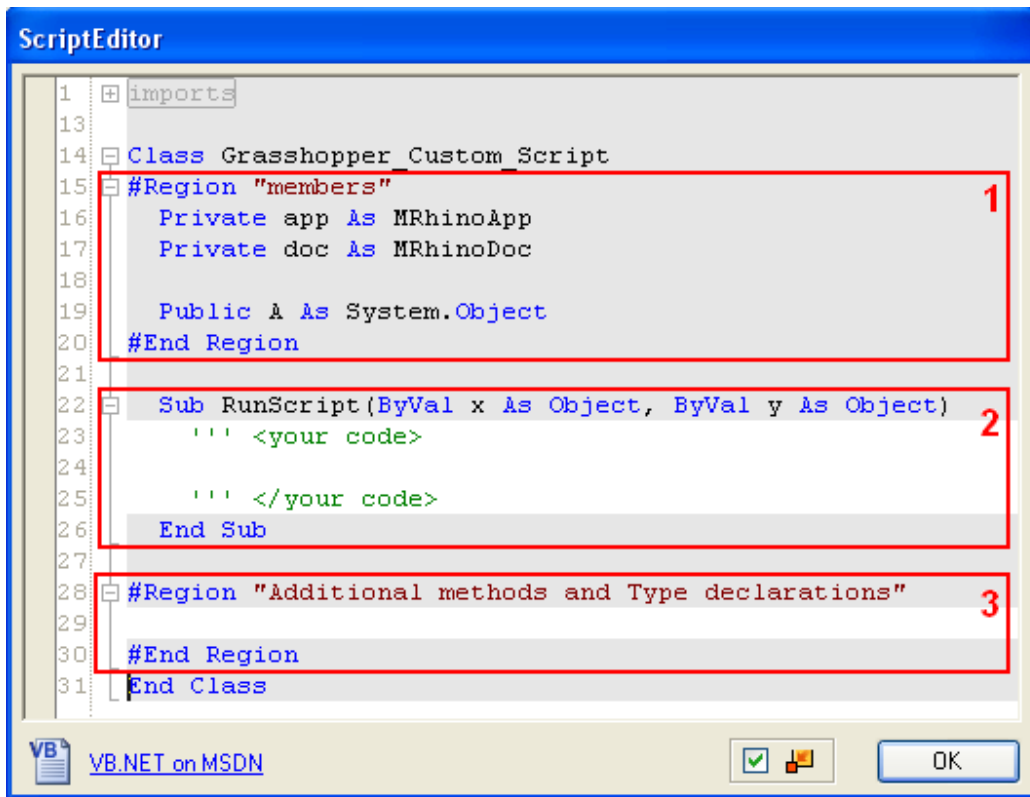 ScriptEditor
1 imports
13
14 Class Grasshopper_Custom_Script
15 #Region "members" 1
16 Private app As MRhinoApp
17 Private doc As MRhinoDoc
18
19 Public A As System.Object
20 #End Region
21
22 Sub RunScript(ByVal x As Object, ByVal y As Object)
23 ''' <your code> 2
24
25 ''' </your code>
26 End Sub
27
28 #Region "Additional methods and Type declarations" 3
29
30 #End Region
31 End Class
VB VB.NET on MSDN OK